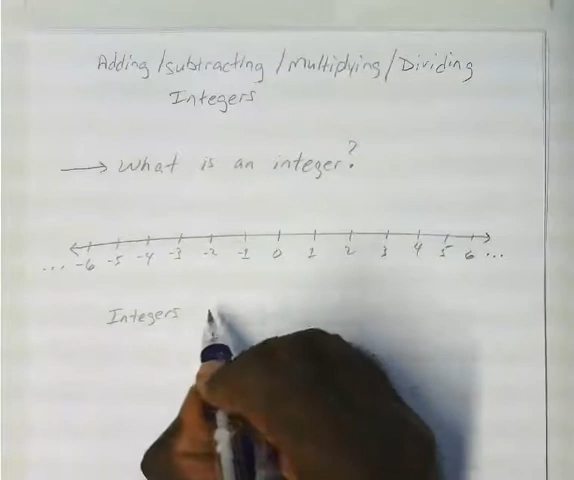 Adding/subtracting/Multiplying/Dividing
Integers
→ What is an integer?
... -6 -5 -4 -3 -2 -1 0 1 2 3 4 5 6 ...
Integers